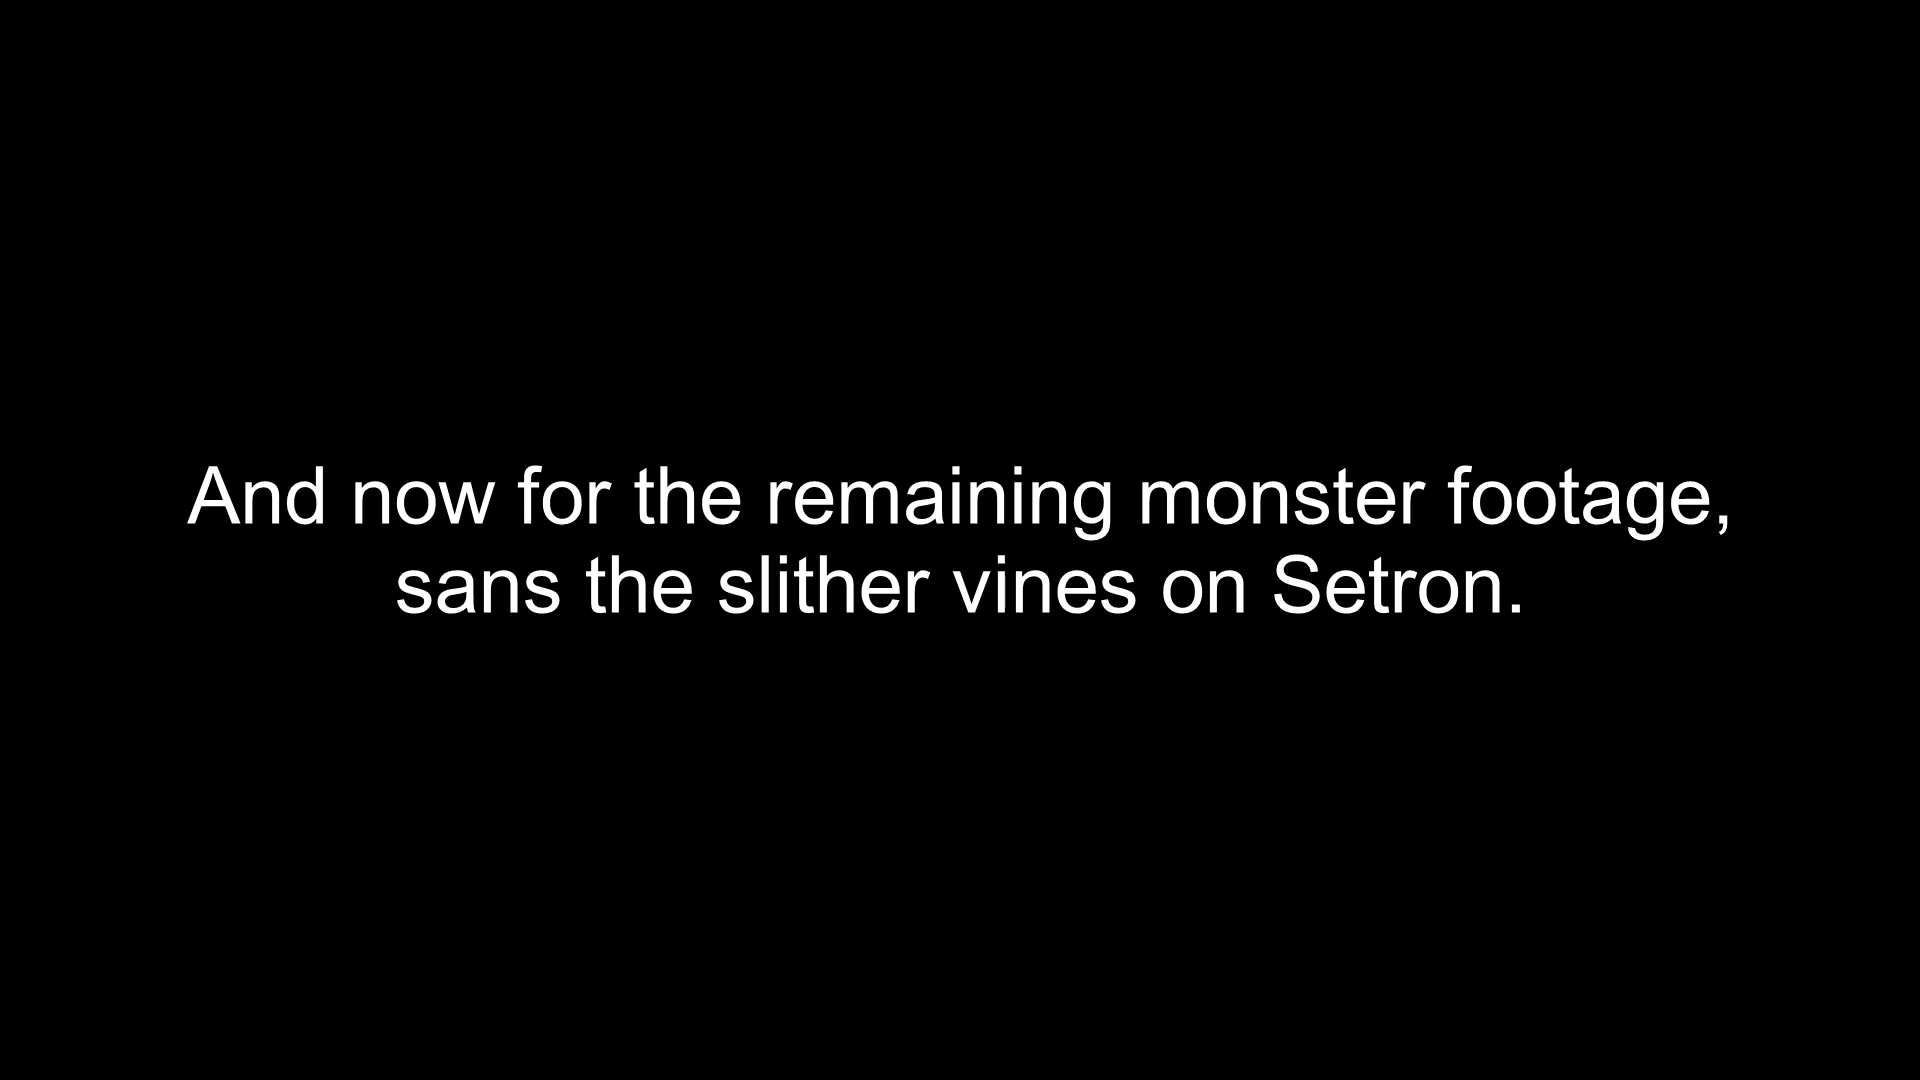 And now for the remaining monster footage,
sans the slither vines on Setron.